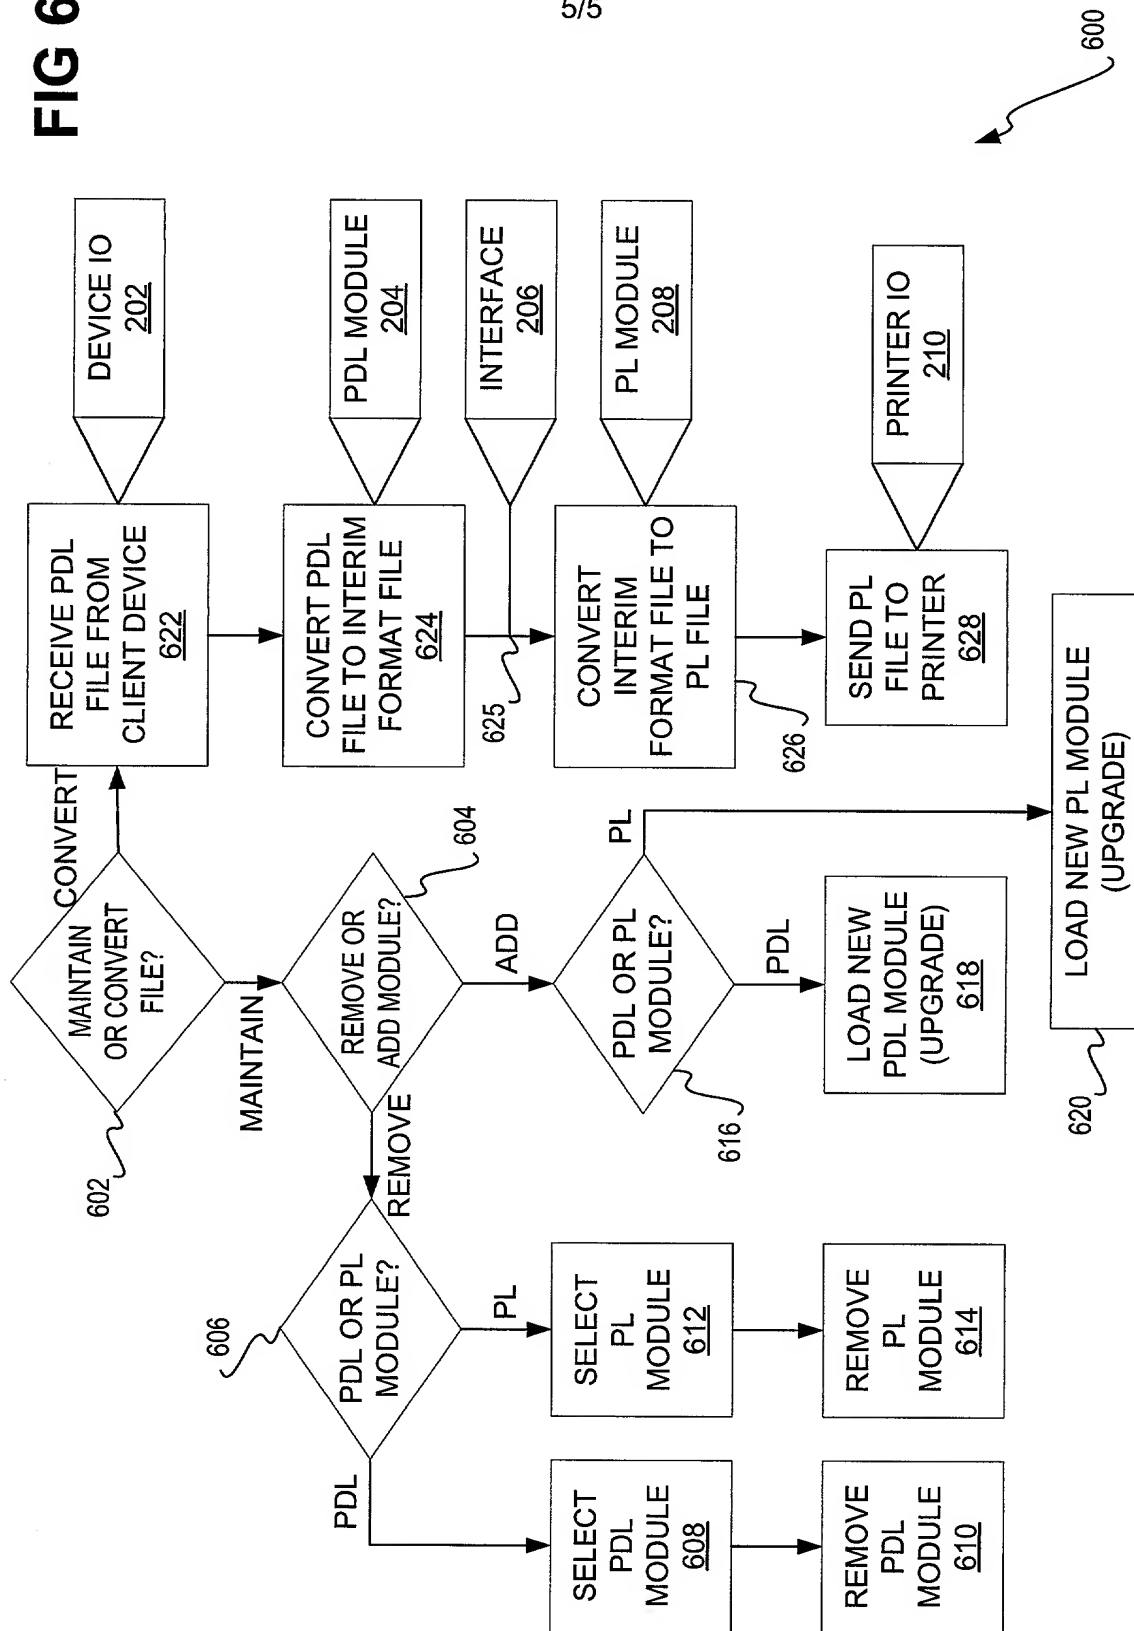 5/5
FIG 6
600
MAINTAIN
OR CONVERT
FILE?
602
CONVERT
MAINTAIN
RECEIVE PDL
FILE FROM
CLIENT DEVICE
622
DEVICE IO
202
CONVERT PDL
FILE TO INTERIM
FORMAT FILE
624
PDL MODULE
204
625
INTERFACE
206
CONVERT
INTERIM
FORMAT FILE TO
PL FILE
626
PL MODULE
208
SEND PL
FILE TO
PRINTER
628
PRINTER IO
210
REMOVE OR
ADD MODULE?
604
REMOVE
ADD
PDL OR PL
MODULE?
606
PDL
PL
SELECT
PDL
MODULE
608
REMOVE
PDL
MODULE
610
SELECT
PL
MODULE
612
REMOVE
PL
MODULE
614
PDL OR PL
MODULE?
616
PDL
PL
LOAD NEW
PDL MODULE
(UPGRADE)
618
LOAD NEW PL MODULE
(UPGRADE)
620